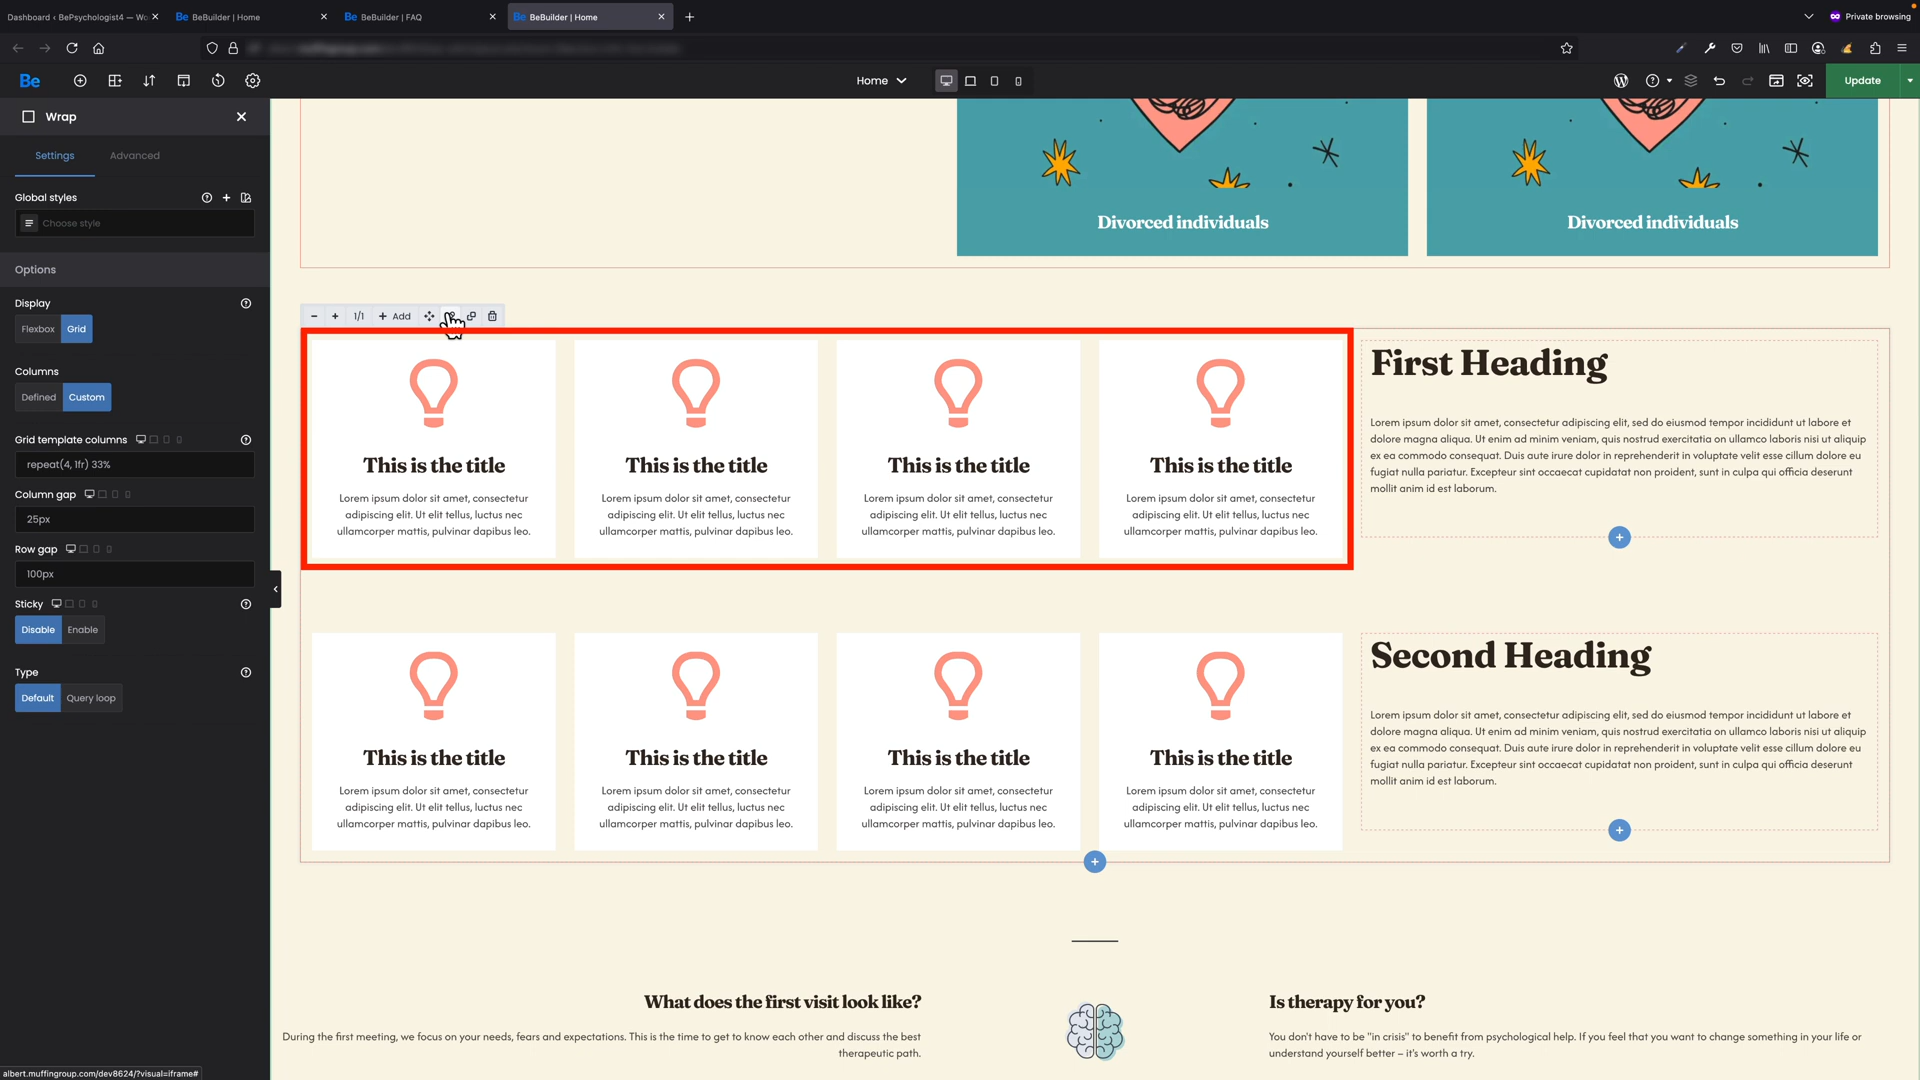 Dashboard ‹ BePsychologist4 — Wo
BeBuilder | Home
BeBuilder | FAQ
BeBuilder | Home
Private browsing
Be
Home
Update
Wrap
Settings
Advanced
Global styles
Choose style
Options
Display
Flexbox
Grid
Columns
Defined
Custom
Grid template columns
repeat(4, 1fr) 33%
Column gap
25px
Row gap
100px
Sticky
Disable
Enable
Type
Default
Query loop
albert.muffingroup.com/dev8624/?visual=iframe#
Divorced individuals
Divorced individuals
1/1
Add
This is the title
Lorem ipsum dolor sit amet, consectetur
adipiscing elit. Ut elit tellus, luctus nec
ullamcorper mattis, pulvinar dapibus leo.
This is the title
Lorem ipsum dolor sit amet, consectetur
adipiscing elit. Ut elit tellus, luctus nec
ullamcorper mattis, pulvinar dapibus leo.
This is the title
Lorem ipsum dolor sit amet, consectetur
adipiscing elit. Ut elit tellus, luctus nec
ullamcorper mattis, pulvinar dapibus leo.
This is the title
Lorem ipsum dolor sit amet, consectetur
adipiscing elit. Ut elit tellus, luctus nec
ullamcorper mattis, pulvinar dapibus leo.
First Heading
Lorem ipsum dolor sit amet, consectetur adipiscing elit, sed do eiusmod tempor incididunt ut labore et
dolore magna aliqua. Ut enim ad minim veniam, quis nostrud exercitatia on ullamco laboris nisi ut aliquip
ex ea commodo consequat. Duis aute irure dolor in reprehenderit in voluptate velit esse cillum dolore eu
fugiat nulla pariatur. Excepteur sint occaecat cupidatat non proident, sunt in culpa qui officia deserunt
mollit anim id est laborum.
This is the title
Lorem ipsum dolor sit amet, consectetur
adipiscing elit. Ut elit tellus, luctus nec
ullamcorper mattis, pulvinar dapibus leo.
This is the title
Lorem ipsum dolor sit amet, consectetur
adipiscing elit. Ut elit tellus, luctus nec
ullamcorper mattis, pulvinar dapibus leo.
This is the title
Lorem ipsum dolor sit amet, consectetur
adipiscing elit. Ut elit tellus, luctus nec
ullamcorper mattis, pulvinar dapibus leo.
This is the title
Lorem ipsum dolor sit amet, consectetur
adipiscing elit. Ut elit tellus, luctus nec
ullamcorper mattis, pulvinar dapibus leo.
Second Heading
Lorem ipsum dolor sit amet, consectetur adipiscing elit, sed do eiusmod tempor incididunt ut labore et
dolore magna aliqua. Ut enim ad minim veniam, quis nostrud exercitatia on ullamco laboris nisi ut aliquip
ex ea commodo consequat. Duis aute irure dolor in reprehenderit in voluptate velit esse cillum dolore eu
fugiat nulla pariatur. Excepteur sint occaecat cupidatat non proident, sunt in culpa qui officia deserunt
mollit anim id est laborum.
What does the first visit look like?
During the first meeting, we focus on your needs, fears and expectations. This is the time to get to know each other and discuss the best
therapeutic path.
Is therapy for you?
You don't have to be "in crisis" to benefit from psychological help. If you feel that you want to change something in your life or
understand yourself better – it's worth a try.